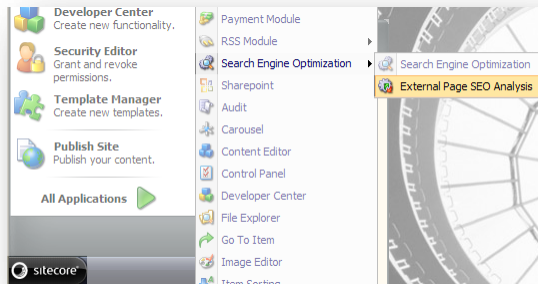 Developer Center
Create new functionality.
Security Editor
Grant and revoke
permissions.
Template Manager
Create new templates.
Publish Site
Publish your content.
All Applications
sitecore
Payment Module
RSS Module
Search Engine Optimization
Sharepoint
Audit
Carousel
Content Editor
Control Panel
Developer Center
File Explorer
Go To Item
Image Editor
Item Sorting
Search Engine Optimization
External Page SEO Analysis